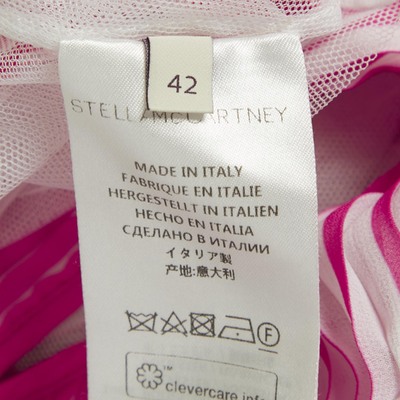 42
STELLA McCARTNEY
MADE IN ITALY
FABRIQUE EN ITALIE
HERGESTELLT IN ITALIEN
HECHO EN ITALIA
СДЕЛАНО В ИТАЛИИ
イタリア製
产地:意大利
F
™
clevercare.info